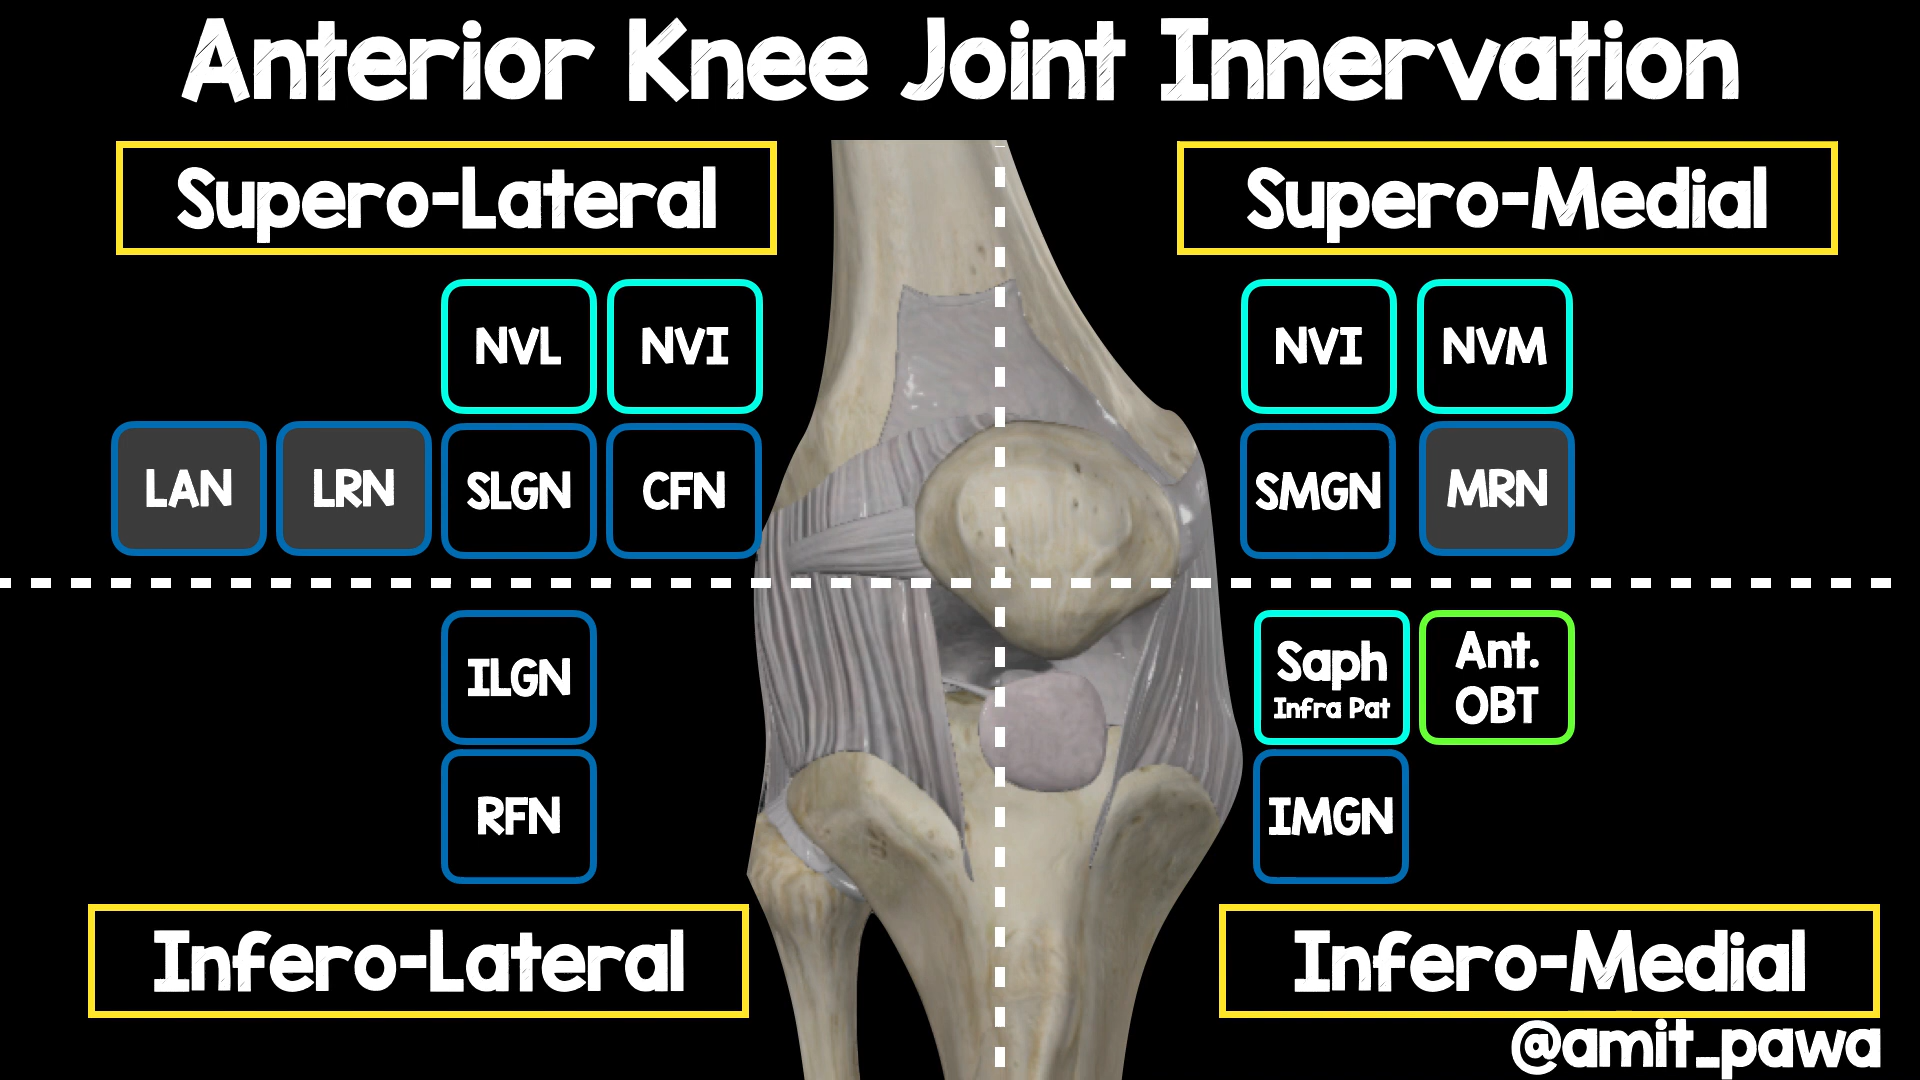 Anterior Knee Joint Innervation
Supero-Lateral
Supero-Medial
NVL NVI
NVI NVM
LAN LRN SLGN CFN
SMGN MRN
ILGN
Saph
Infra Pat
Ant.
OBT
RFN
IMGN
Infero-Lateral
Infero-Medial
@amit_pawa